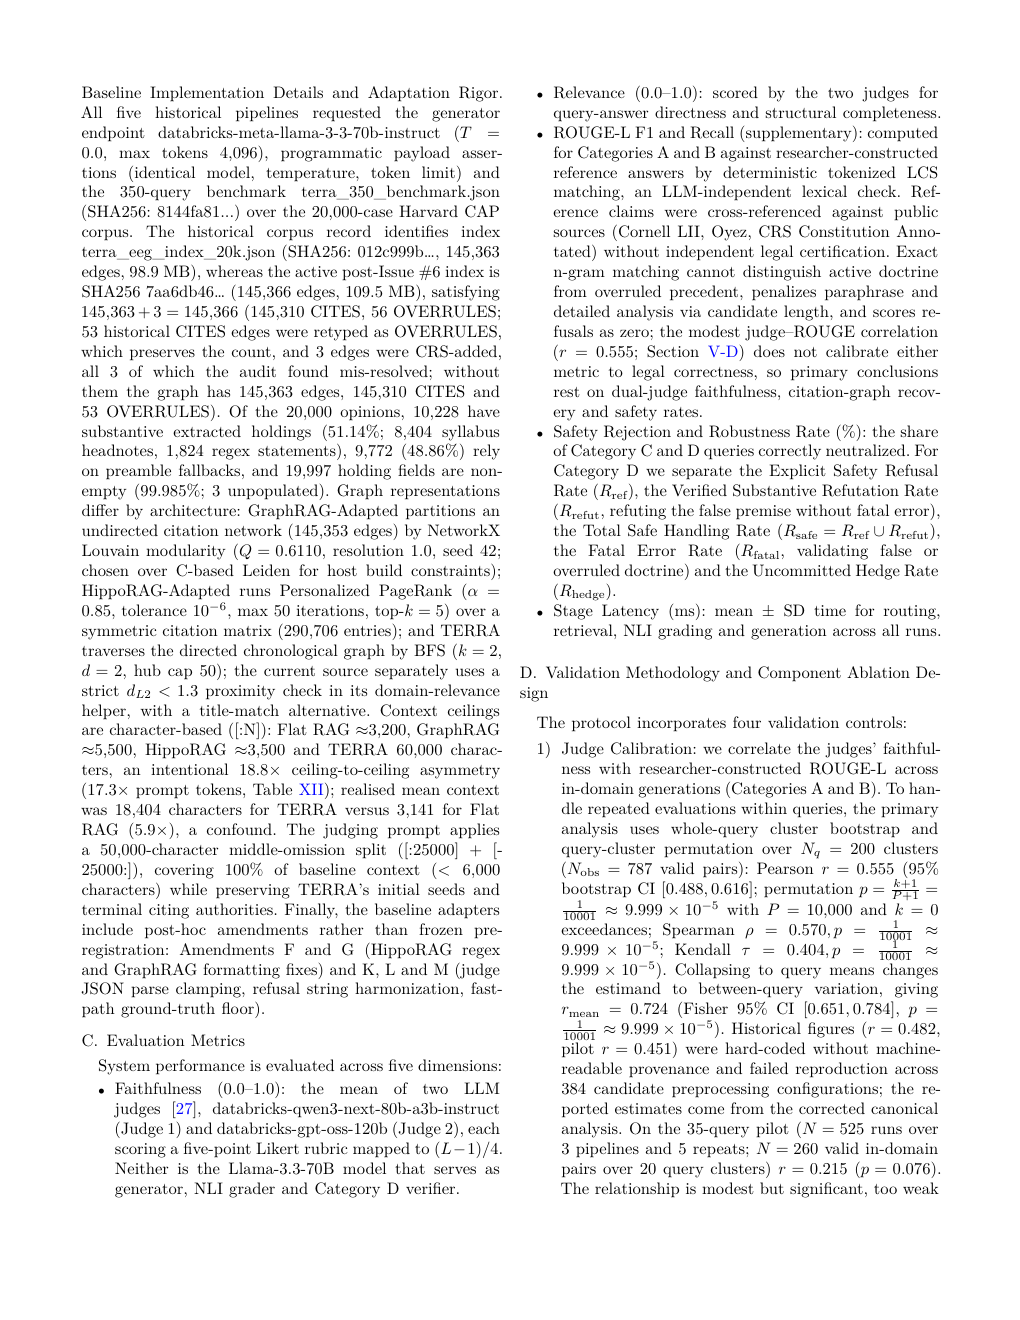 Baseline Implementation Details and Adaptation Rigor.
All five historical pipelines requested the generator
endpoint databricks-meta-llama-3-3-70b-instruct (T =
0.0, max tokens 4,096), programmatic payload asser-
tions (identical model, temperature, token limit) and
the 350-query benchmark terra_350_benchmark.json
(SHA256: 8144fa81...) over the 20,000-case Harvard CAP
corpus. The historical corpus record identifies index
terra_eeg_index_20k.json (SHA256: 012c999b..., 145,363
edges, 98.9 MB), whereas the active post-Issue #6 index is
SHA256 7aa6db46... (145,366 edges, 109.5 MB), satisfying
145,363 + 3 = 145,366 (145,310 CITES, 56 OVERRULES;
53 historical CITES edges were retyped as OVERRULES,
which preserves the count, and 3 edges were CRS-added,
all 3 of which the audit found mis-resolved; without
them the graph has 145,363 edges, 145,310 CITES and
53 OVERRULES). Of the 20,000 opinions, 10,228 have
substantive extracted holdings (51.14%; 8,404 syllabus
headnotes, 1,824 regex statements), 9,772 (48.86%) rely
on preamble fallbacks, and 19,997 holding fields are non-
empty (99.985%; 3 unpopulated). Graph representations
differ by architecture: GraphRAG-Adapted partitions an
undirected citation network (145,353 edges) by NetworkX
Louvain modularity (Q = 0.6110, resolution 1.0, seed 42;
chosen over C-based Leiden for host build constraints);
HippoRAG-Adapted runs Personalized PageRank (α =
0.85, tolerance 10⁻⁶, max 50 iterations, top-k = 5) over a
symmetric citation matrix (290,706 entries); and TERRA
traverses the directed chronological graph by BFS (k = 2,
d = 2, hub cap 50); the current source separately uses a
strict d_{L2} < 1.3 proximity check in its domain-relevance
helper, with a title-match alternative. Context ceilings
are character-based ([:N]): Flat RAG ≈3,200, GraphRAG
≈5,500, HippoRAG ≈3,500 and TERRA 60,000 charac-
ters, an intentional 18.8× ceiling-to-ceiling asymmetry
(17.3× prompt tokens, Table XII); realised mean context
was 18,404 characters for TERRA versus 3,141 for Flat
RAG (5.9×), a confound. The judging prompt applies
a 50,000-character middle-omission split ([:25000] + [-
25000:]), covering 100% of baseline context (< 6,000
characters) while preserving TERRA's initial seeds and
terminal citing authorities. Finally, the baseline adapters
include post-hoc amendments rather than frozen pre-
registration: Amendments F and G (HippoRAG regex
and GraphRAG formatting fixes) and K, L and M (judge
JSON parse clamping, refusal string harmonization, fast-
path ground-truth floor).
C. Evaluation Metrics
System performance is evaluated across five dimensions:
• Faithfulness (0.0–1.0): the mean of two LLM
judges [27], databricks-qwen3-next-80b-a3b-instruct
(Judge 1) and databricks-gpt-oss-120b (Judge 2), each
scoring a five-point Likert rubric mapped to (L−1)/4.
Neither is the Llama-3.3-70B model that serves as
generator, NLI grader and Category D verifier.
• Relevance (0.0–1.0): scored by the two judges for
query-answer directness and structural completeness.
• ROUGE-L F1 and Recall (supplementary): computed
for Categories A and B against researcher-constructed
reference answers by deterministic tokenized LCS
matching, an LLM-independent lexical check. Ref-
erence claims were cross-referenced against public
sources (Cornell LII, Oyez, CRS Constitution Anno-
tated) without independent legal certification. Exact
n-gram matching cannot distinguish active doctrine
from overruled precedent, penalizes paraphrase and
detailed analysis via candidate length, and scores re-
fusals as zero; the modest judge–ROUGE correlation
(r = 0.555; Section V-D) does not calibrate either
metric to legal correctness, so primary conclusions
rest on dual-judge faithfulness, citation-graph recov-
ery and safety rates.
• Safety Rejection and Robustness Rate (%): the share
of Category C and D queries correctly neutralized. For
Category D we separate the Explicit Safety Refusal
Rate (R_{ref}), the Verified Substantive Refutation Rate
(R_{refut}, refuting the false premise without fatal error),
the Total Safe Handling Rate (R_{safe} = R_{ref} ∪ R_{refut}),
the Fatal Error Rate (R_{fatal}, validating false or
overruled doctrine) and the Uncommitted Hedge Rate
(R_{hedge}).
• Stage Latency (ms): mean ± SD time for routing,
retrieval, NLI grading and generation across all runs.
D. Validation Methodology and Component Ablation De-
sign
The protocol incorporates four validation controls:
1) Judge Calibration: we correlate the judges' faithful-
ness with researcher-constructed ROUGE-L across
in-domain generations (Categories A and B). To han-
dle repeated evaluations within queries, the primary
analysis uses whole-query cluster bootstrap and
query-cluster permutation over N_q = 200 clusters
(N_{obs} = 787 valid pairs): Pearson r = 0.555 (95%
bootstrap CI [0.488, 0.616]; permutation p = \frac{k+1}{P+1} =
\frac{1}{10001} ≈ 9.999 × 10⁻⁵ with P = 10,000 and k = 0
exceedances; Spearman ρ = 0.570, p = \frac{1}{10001} ≈
9.999 × 10⁻⁵; Kendall τ = 0.404, p = \frac{1}{10001} ≈
9.999 × 10⁻⁵). Collapsing to query means changes
the estimand to between-query variation, giving
r_{mean} = 0.724 (Fisher 95% CI [0.651, 0.784], p =
\frac{1}{10001} ≈ 9.999 × 10⁻⁵). Historical figures (r = 0.482,
pilot r = 0.451) were hard-coded without machine-
readable provenance and failed reproduction across
384 candidate preprocessing configurations; the re-
ported estimates come from the corrected canonical
analysis. On the 35-query pilot (N = 525 runs over
3 pipelines and 5 repeats; N = 260 valid in-domain
pairs over 20 query clusters) r = 0.215 (p = 0.076).
The relationship is modest but significant, too weak